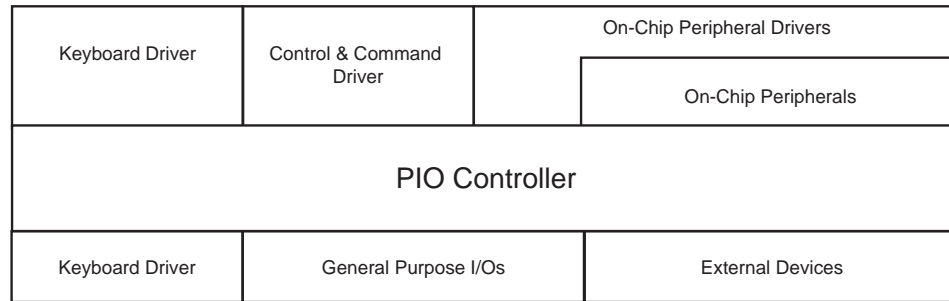 Keyboard Driver
Control & Command
Driver
On-Chip Peripheral Drivers
On-Chip Peripherals
PIO Controller
Keyboard Driver
General Purpose I/Os
External Devices